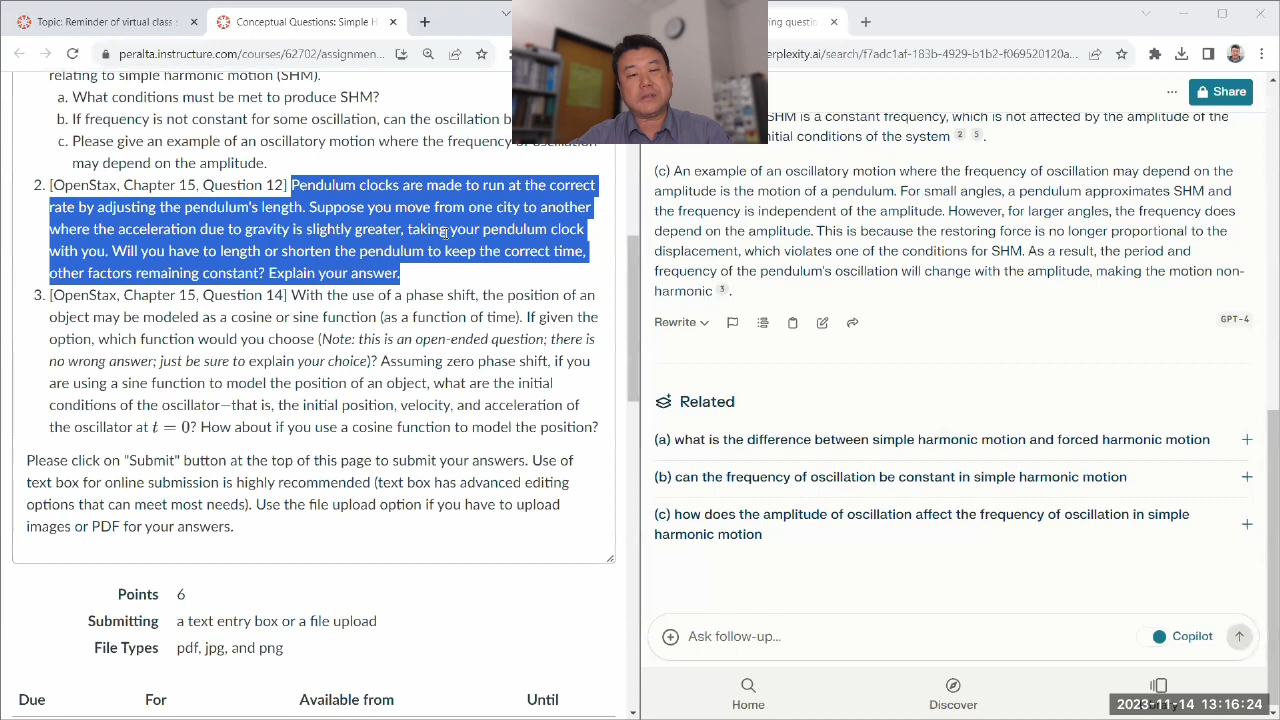 Topic: Reminder of virtual class
Conceptual Questions: Simple H
ing questio
peralta.instructure.com/courses/62702/assignmen...
erplexity.ai/search/f7adc1af-183b-4929-b1b2-f069520120a...
relating to simple harmonic motion (SHM).
a. What conditions must be met to produce SHM?
b. If frequency is not constant for some oscillation, can the oscillation b
c. Please give an example of an oscillatory motion where the frequency of oscillation
may depend on the amplitude.
2. [OpenStax, Chapter 15, Question 12] Pendulum clocks are made to run at the correct
rate by adjusting the pendulum's length. Suppose you move from one city to another
where the acceleration due to gravity is slightly greater, taking your pendulum clock
with you. Will you have to length or shorten the pendulum to keep the correct time,
other factors remaining constant? Explain your answer.
3. [OpenStax, Chapter 15, Question 14] With the use of a phase shift, the position of an
object may be modeled as a cosine or sine function (as a function of time). If given the
option, which function would you choose (Note: this is an open-ended question; there is
no wrong answer; just be sure to explain your choice)? Assuming zero phase shift, if you
are using a sine function to model the position of an object, what are the initial
conditions of the oscillator—that is, the initial position, velocity, and acceleration of
the oscillator at t = 0? How about if you use a cosine function to model the position?
Please click on "Submit" button at the top of this page to submit your answers. Use of
text box for online submission is highly recommended (text box has advanced editing
options that can meet most needs). Use the file upload option if you have to upload
images or PDF for your answers.
Points 6
Submitting a text entry box or a file upload
File Types pdf, jpg, and png
Due For Available from Until
Share
SHM is a constant frequency, which is not affected by the amplitude of the
nitial conditions of the system 2 5 .
(c) An example of an oscillatory motion where the frequency of oscillation may depend on the
amplitude is the motion of a pendulum. For small angles, a pendulum approximates SHM and
the frequency is independent of the amplitude. However, for larger angles, the frequency does
depend on the amplitude. This is because the restoring force is no longer proportional to the
displacement, which violates one of the conditions for SHM. As a result, the period and
frequency of the pendulum's oscillation will change with the amplitude, making the motion non-
harmonic 3 .
Rewrite
GPT-4
Related
(a) what is the difference between simple harmonic motion and forced harmonic motion
(b) can the frequency of oscillation be constant in simple harmonic motion
(c) how does the amplitude of oscillation affect the frequency of oscillation in simple
harmonic motion
Ask follow-up...
Copilot
Home
Discover
2023-11-14 13:16:24